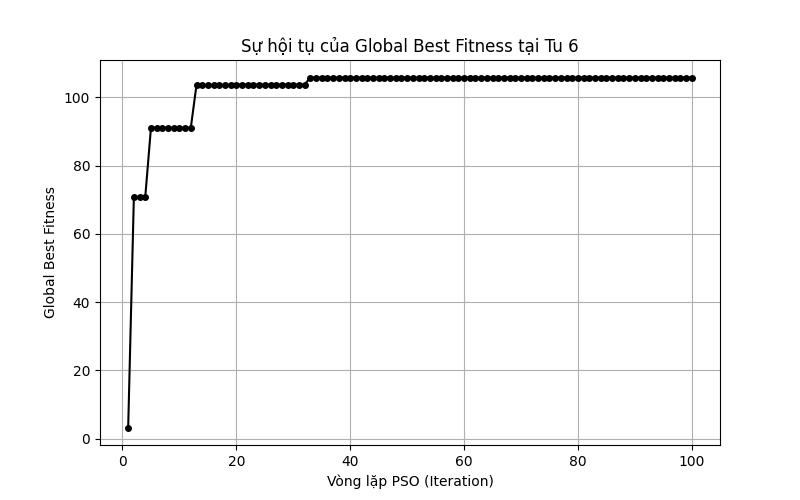 Sự hội tụ của Global Best Fitness tại Tu 6
Global Best Fitness
100
80
60
40
20
0
0 20 40 60 80 100
Vòng lặp PSO (Iteration)